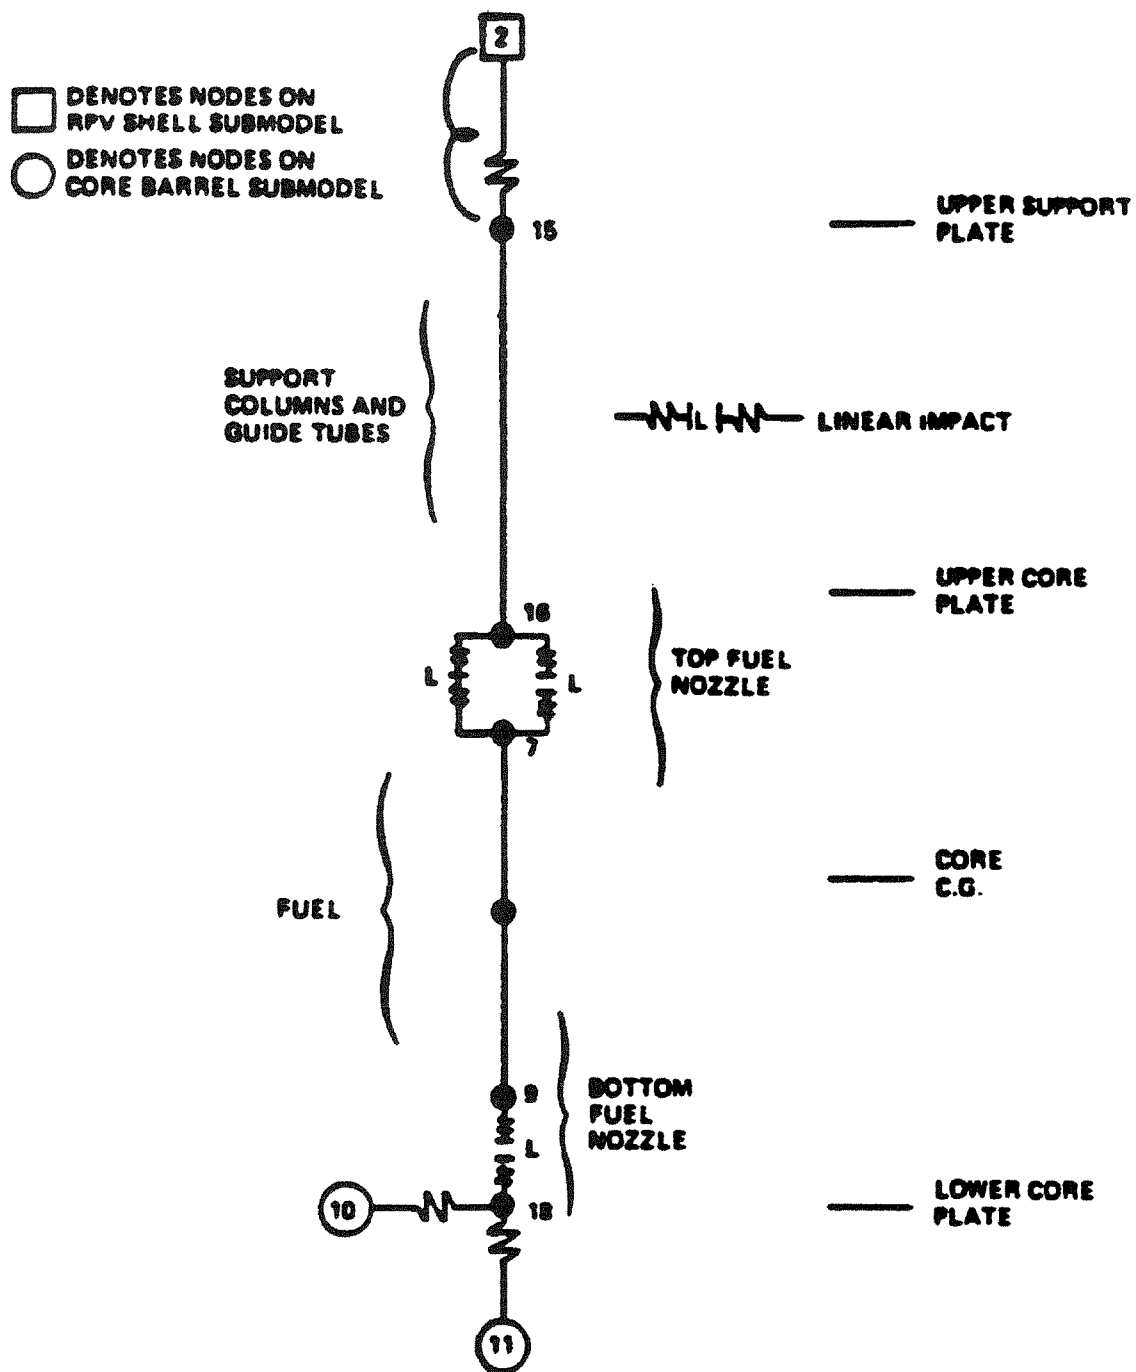 2
DENOTES NODES ON
RPV SHELL SUBMODEL
DENOTES NODES ON
CORE BARREL SUBMODEL
15
UPPER SUPPORT
PLATE
SUPPORT
COLUMNS AND
GUIDE TUBES
L
LINEAR IMPACT
UPPER CORE
PLATE
16
L
L
TOP FUEL
NOZZLE
7
CORE
C.G.
FUEL
9
BOTTOM
FUEL
NOZZLE
L
10
18
LOWER CORE
PLATE
11